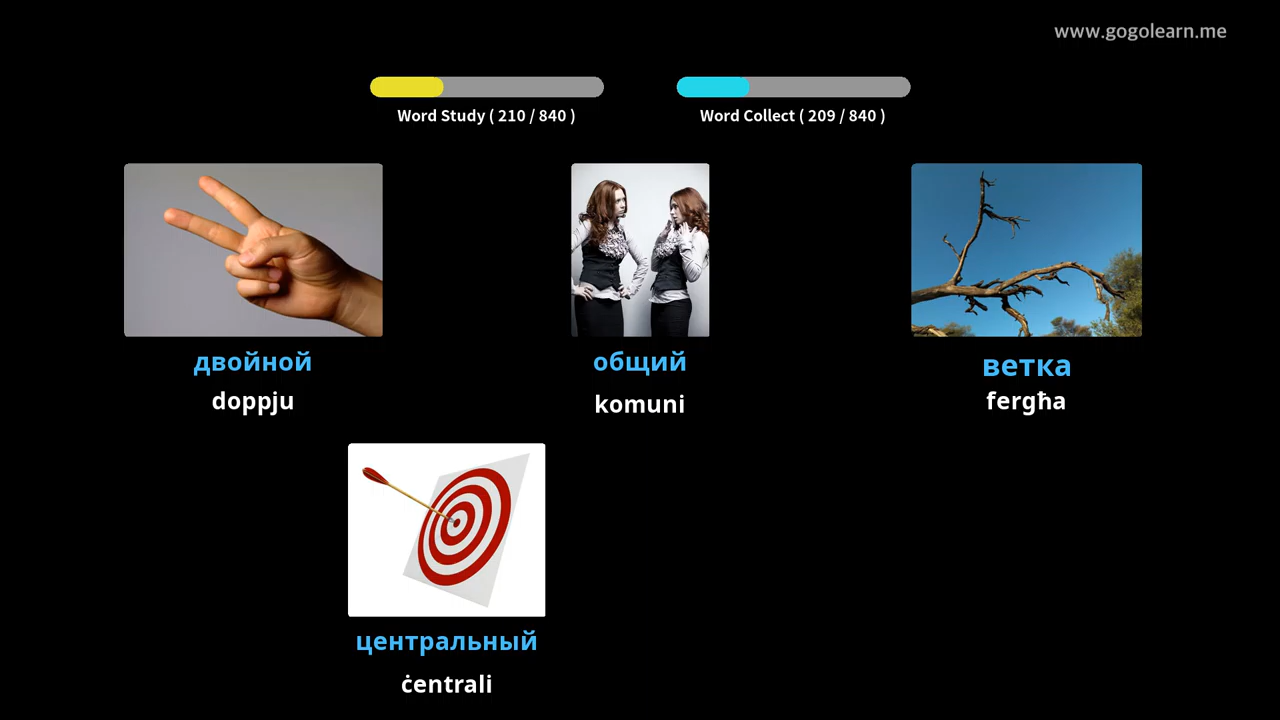 www.gogolearn.me
Word Study ( 210 / 840 )
Word Collect ( 209 / 840 )
двойной
doppju
общий
komuni
ветка
fergħa
центральный
ċentrali